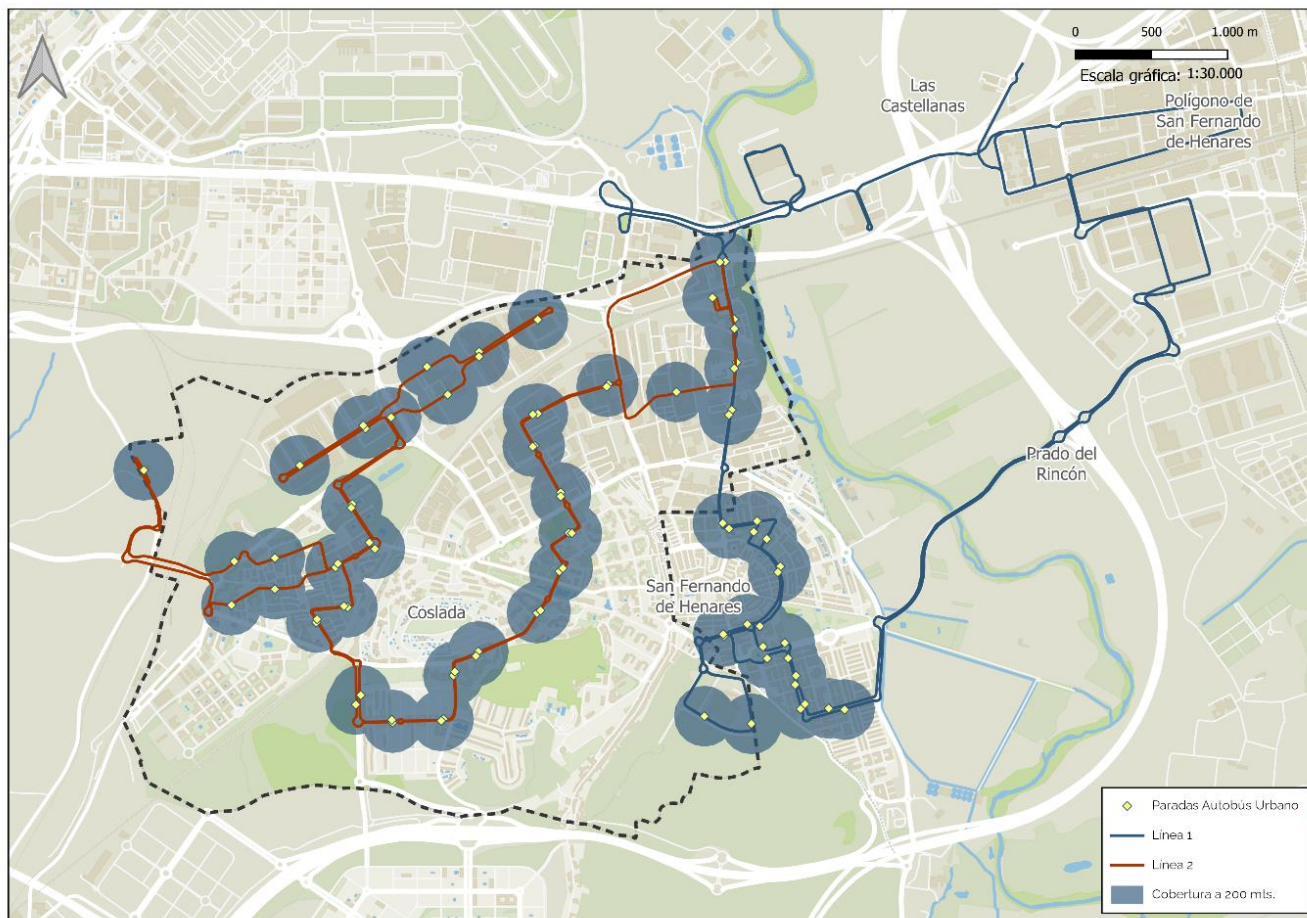 0 500 1.000 m
Escala gráfica: 1:30.000
Las
Castellanas
Polígono de
San Fernando
de Henares
Prado del
Rincón
San Fernando
de Henares
Coslada
Paradas Autobús Urbano
Línea 1
Línea 2
Cobertura a 200 mts.